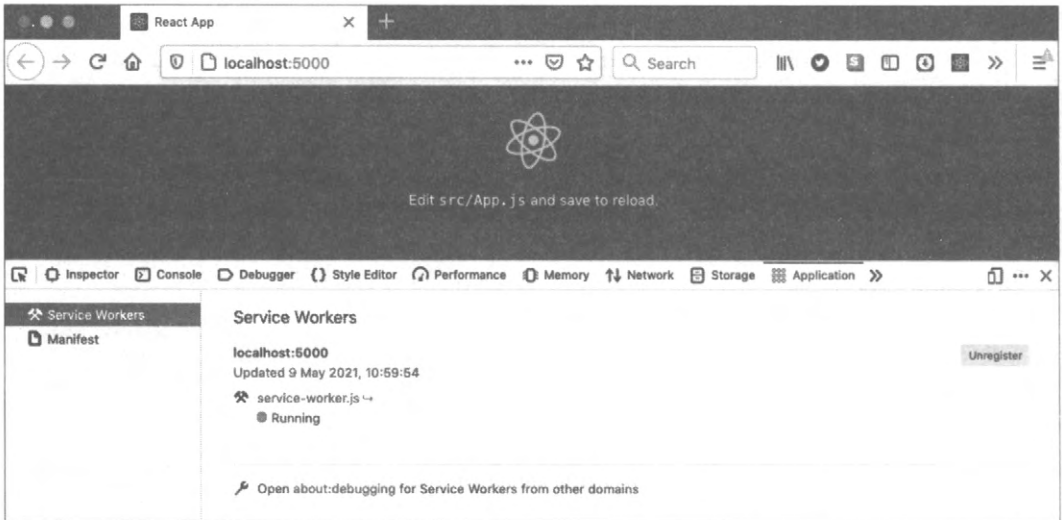 React App
localhost:5000
Search
Edit src/App.js and save to reload.
Inspector Console Debugger {} Style Editor Performance Memory Network Storage Application
Service Workers
Manifest
Service Workers
localhost:5000
Unregister
Updated 9 May 2021, 10:59:54
service-worker.js
Running
Open about:debugging for Service Workers from other domains